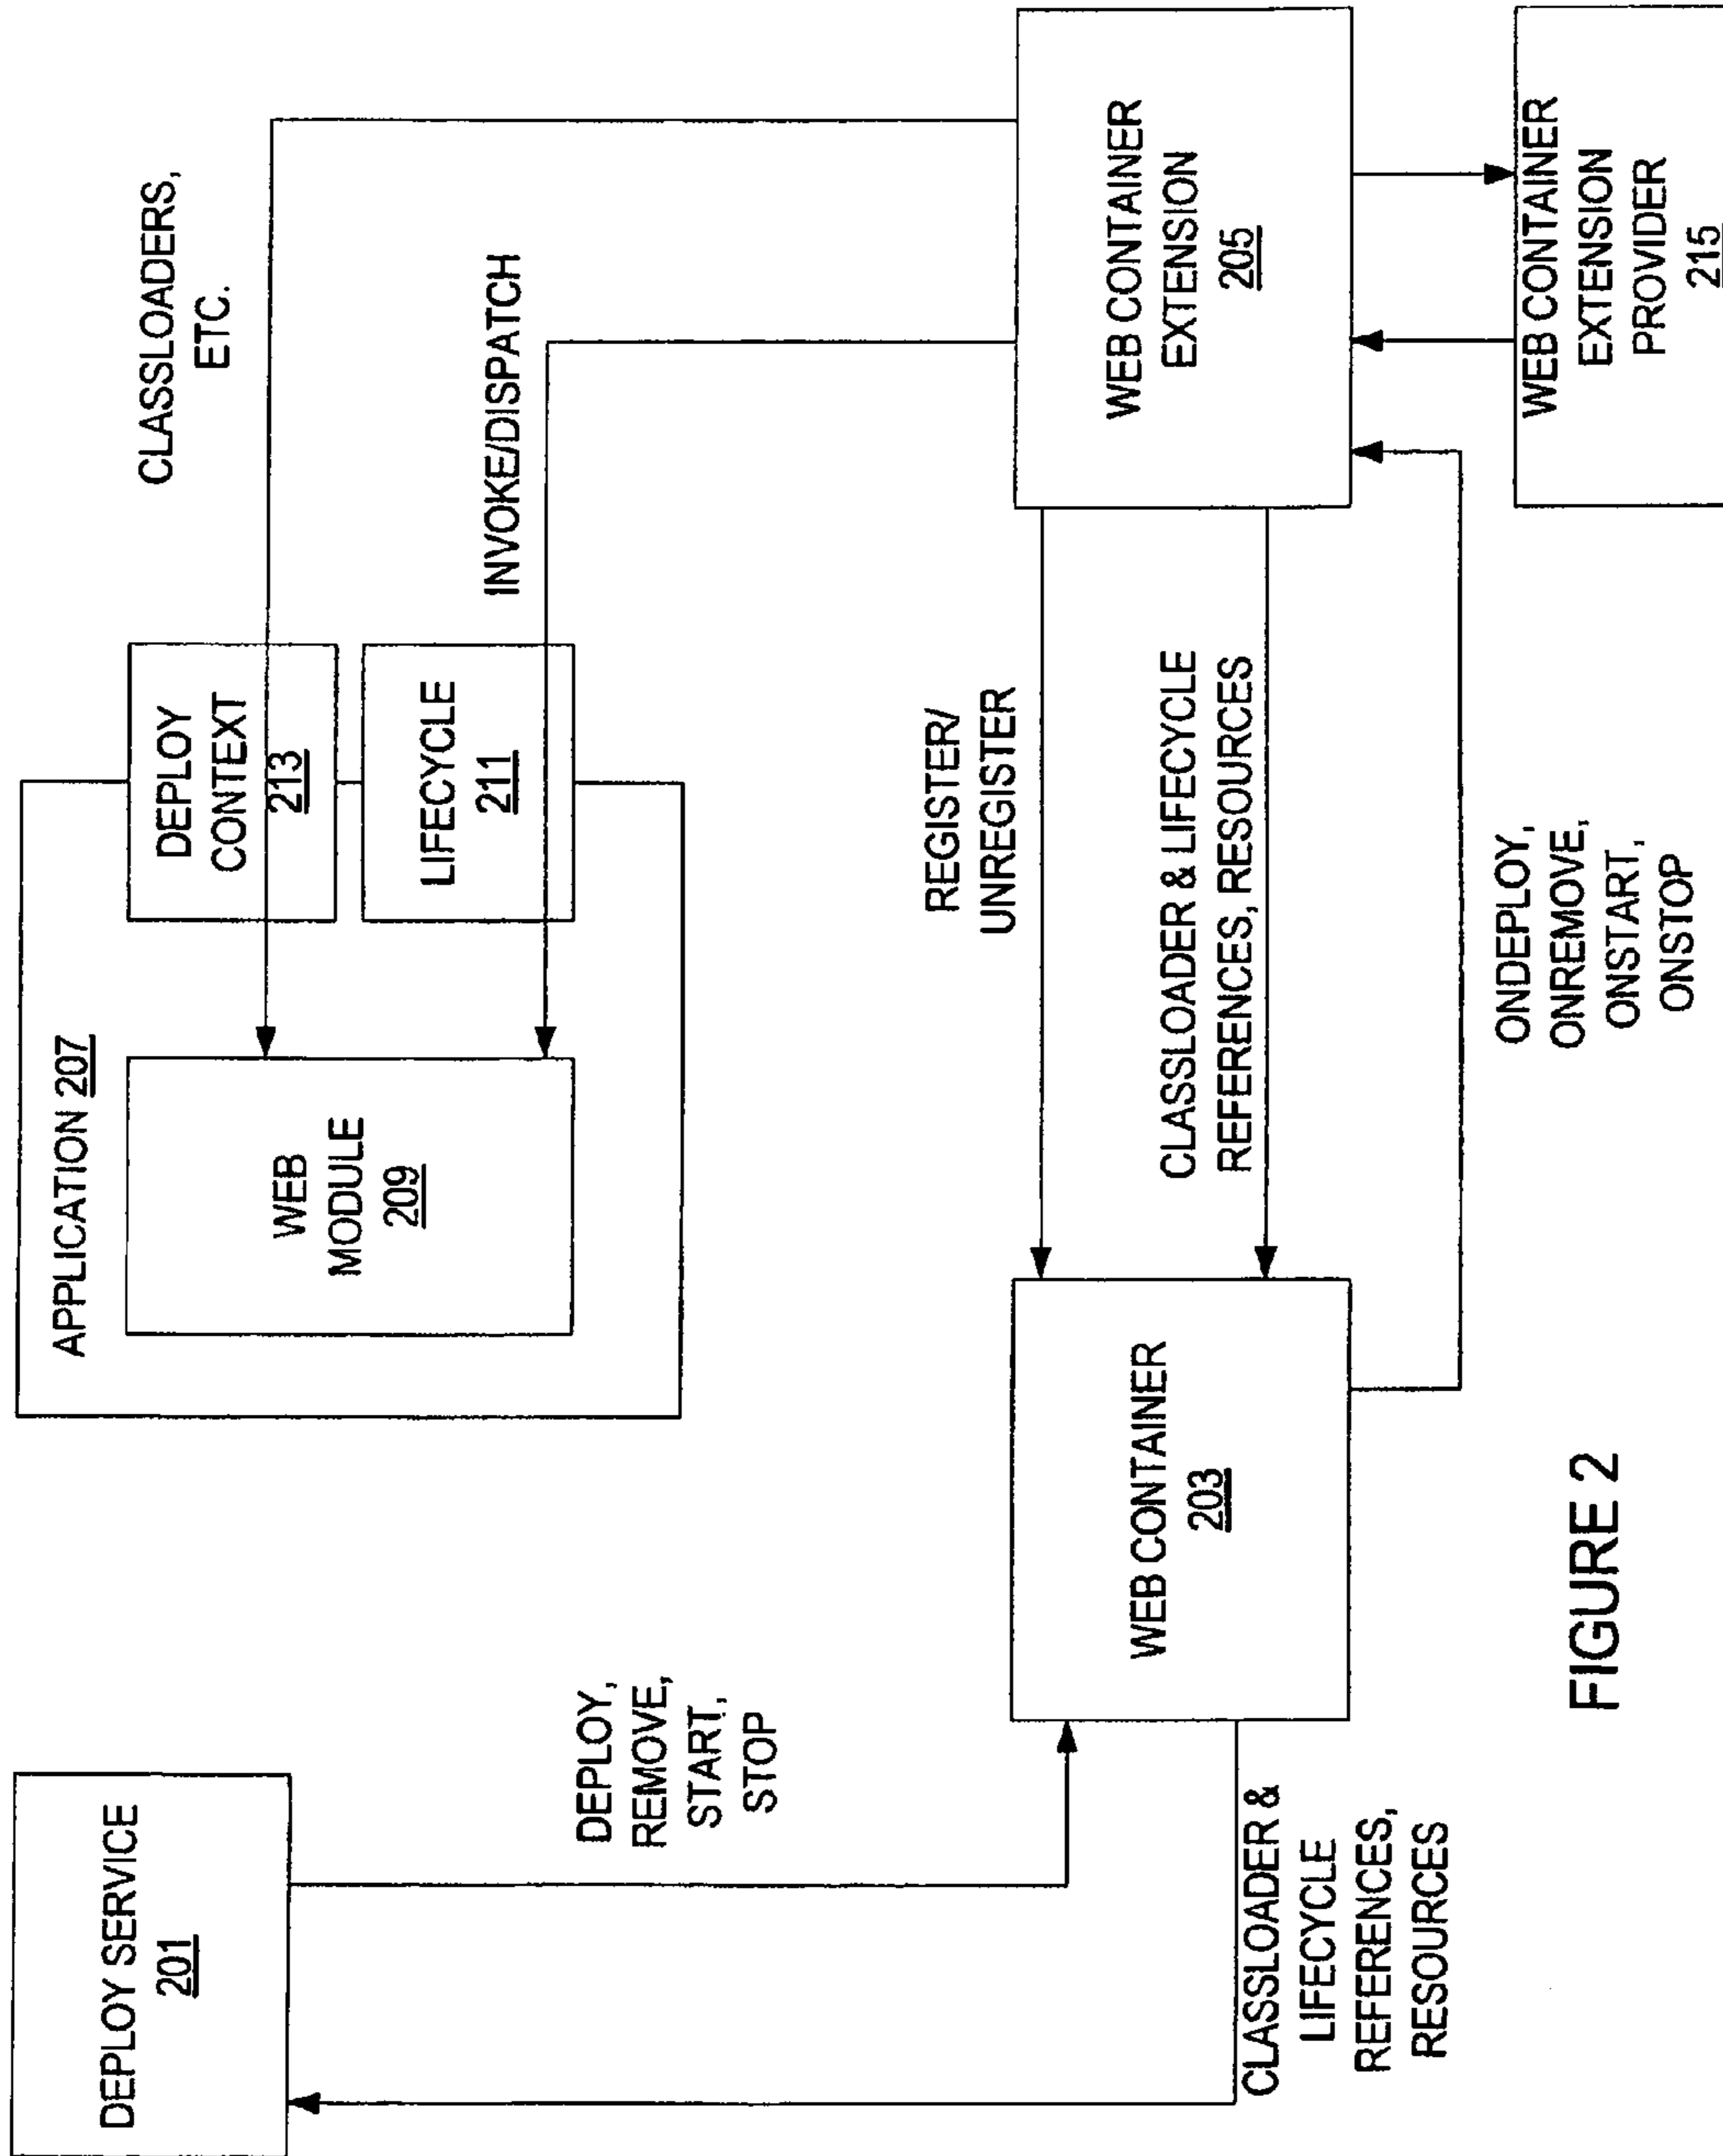 DEPLOY SERVICE
201
DEPLOY,
REMOVE,
START,
STOP
CLASSLOADER &
LIFECYCLE
REFERENCES,
RESOURCES
APPLICATION 207
WEB
MODULE
209
DEPLOY
CONTEXT
213
LIFECYCLE
211
CLASSLOADERS,
ETC.
INVOKE/DISPATCH
WEB CONTAINER
203
REGISTER/
UNREGISTER
CLASSLOADER & LIFECYCLE
REFERENCES, RESOURCES
ONDEPLOY,
ONREMOVE,
ONSTART,
ONSTOP
WEB CONTAINER
EXTENSION
205
WEB CONTAINER
EXTENSION
PROVIDER
215
FIGURE 2